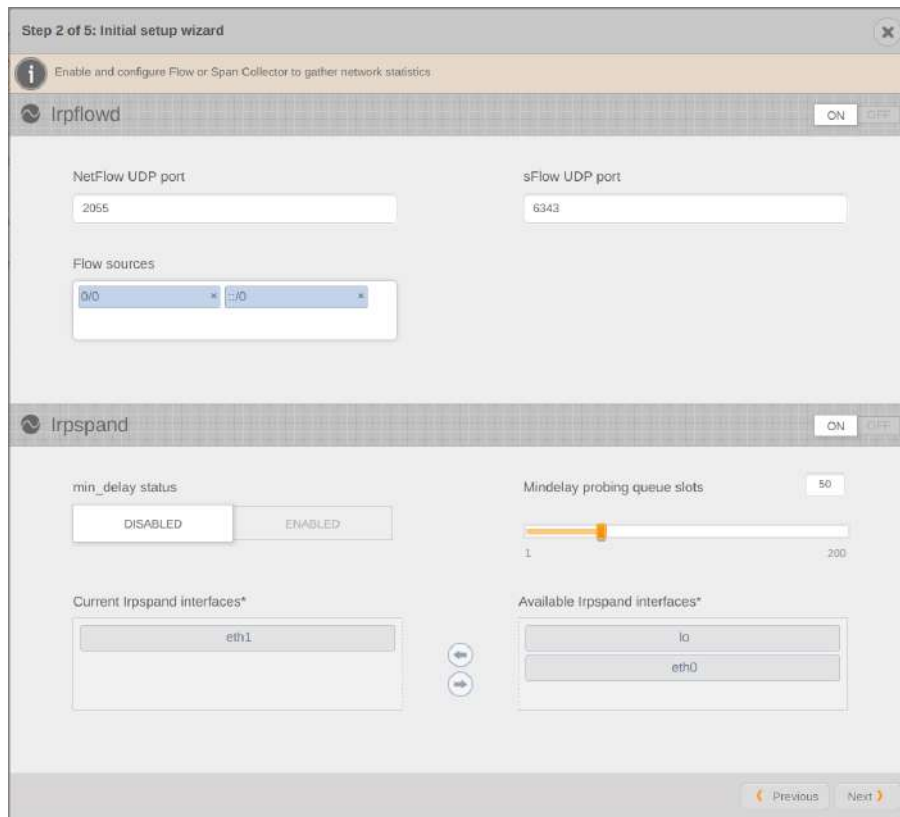 Step 2 of 5: Initial setup wizard
Enable and configure Flow or Span Collector to gather network statistics
Irpflowd
ON OFF
NetFlow UDP port
sFlow UDP port
2055
6343
Flow sources
0/0 × ::/0 ×
Irpspand
ON OFF
min_delay status
Mindelay probing queue slots
50
DISABLED
ENABLED
1
200
Current Irpspand interfaces*
Available Irpspand interfaces*
eth1
lo
eth0
Previous
Next